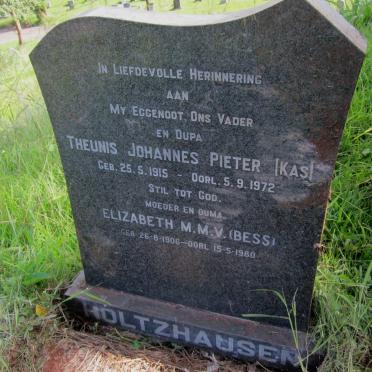 IN LIEFDEVOLLE HERINNERING
AAN
MY EGGENOOT, ONS VADER
EN OUPA
THEUNIS JOHANNES PIETER (KAS)
GEB. 25.5.1915 - OORL. 5.9.1972
STIL TOT GOD.
MOEDER EN OUMA
ELIZABETH M.M.V. (BESS)
GEB 26-8-1906-OORL 15-5-1980
HOLTZHAUSEN